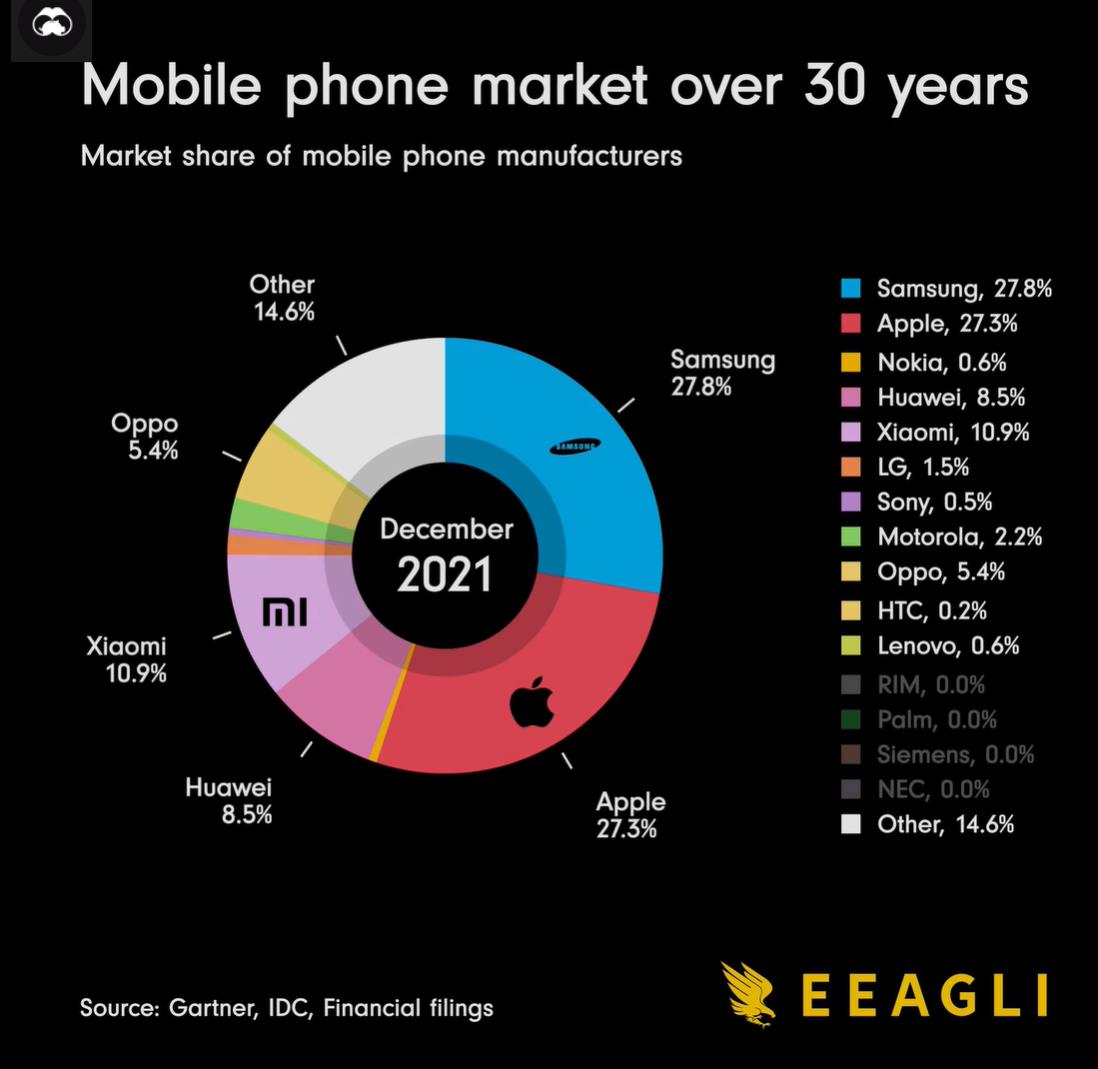 Mobile phone market over 30 years
Market share of mobile phone manufacturers
Other
14.6%
Samsung
27.8%
Oppo
5.4%
SAMSUNG
December
2021
MI
Xiaomi
10.9%
Huawei
8.5%
Apple
27.3%
Samsung, 27.8%
Apple, 27.3%
Nokia, 0.6%
Huawei, 8.5%
Xiaomi, 10.9%
LG, 1.5%
Sony, 0.5%
Motorola, 2.2%
Oppo, 5.4%
HTC, 0.2%
Lenovo, 0.6%
RIM, 0.0%
Palm, 0.0%
Siemens, 0.0%
NEC, 0.0%
Other, 14.6%
Source: Gartner, IDC, Financial filings
EEAGLI